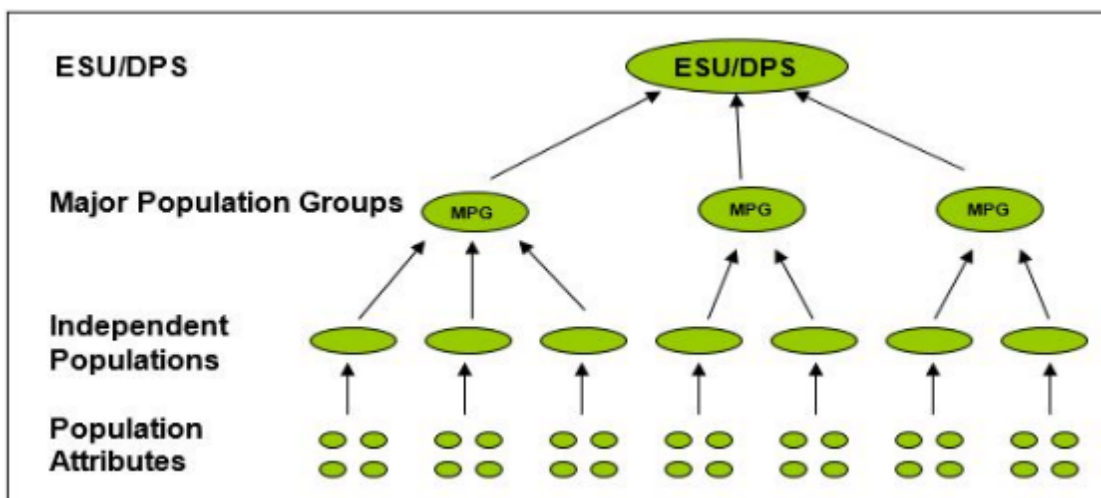 ESU/DPS
ESU/DPS
Major Population Groups
MPG
MPG
MPG
Independent
Populations
Population
Attributes